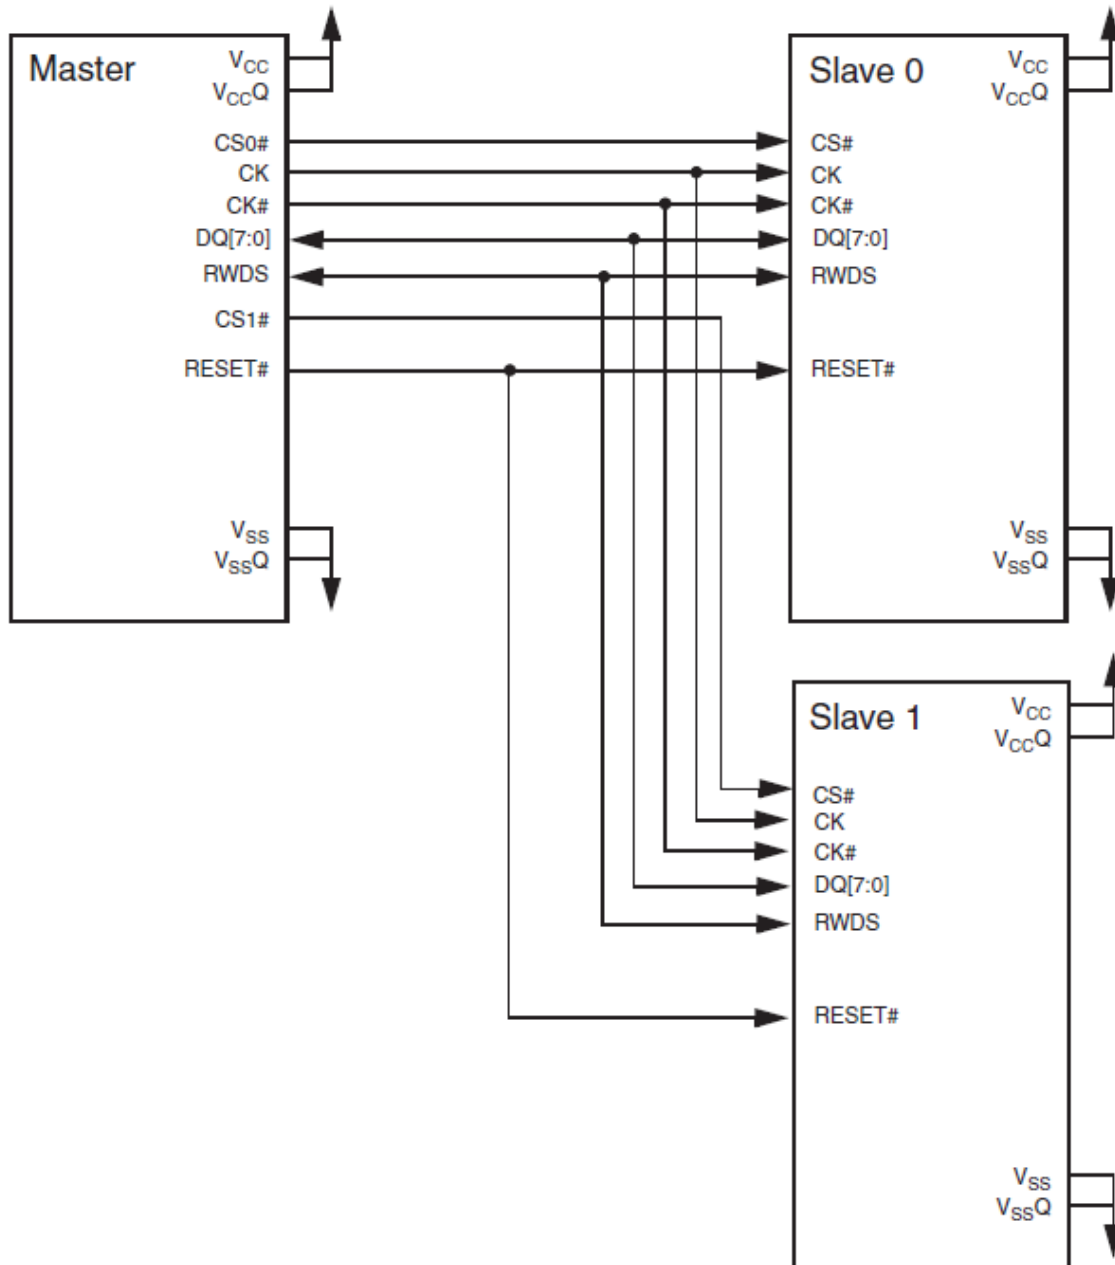 Master
VCC
VCCQ
CS0#
CK
CK#
DQ[7:0]
RWDS
CS1#
RESET#
VSS
VSSQ
Slave 0
VCC
VCCQ
CS#
CK
CK#
DQ[7:0]
RWDS
RESET#
VSS
VSSQ
Slave 1
VCC
VCCQ
CS#
CK
CK#
DQ[7:0]
RWDS
RESET#
VSS
VSSQ